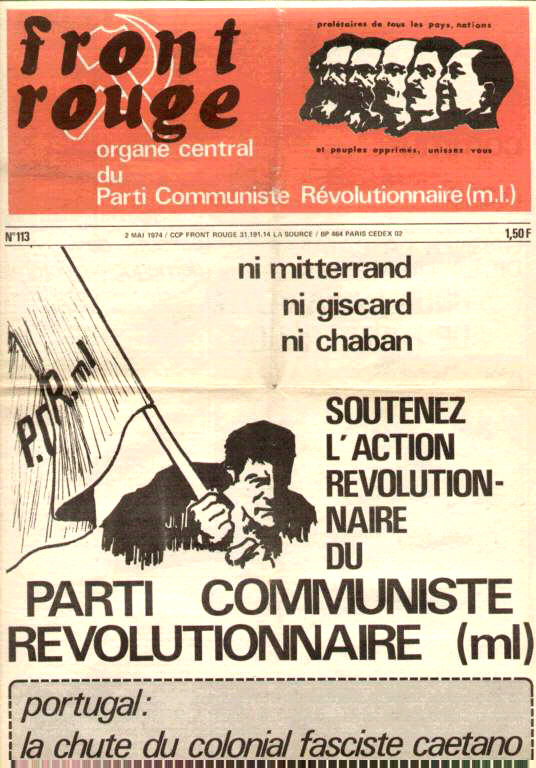 front
rouge
prolétaires de tous les pays, nations
et peuples opprimés, unissez vous
organe central
du
Parti Communiste Révolutionnaire (m.l.)
N°113
2 MAI 1974 / CCP FRONT ROUGE 31.191.14 LA SOURCE / BP 464 PARIS CEDEX 02
1,50 F
ni mitterrand
ni giscard
ni chaban
P.C.R.ml
SOUTENEZ
L'ACTION
REVOLUTION-
NAIRE
DU
PARTI COMMUNISTE
REVOLUTIONNAIRE (ml)
portugal:
la chute du colonial fasciste caetano